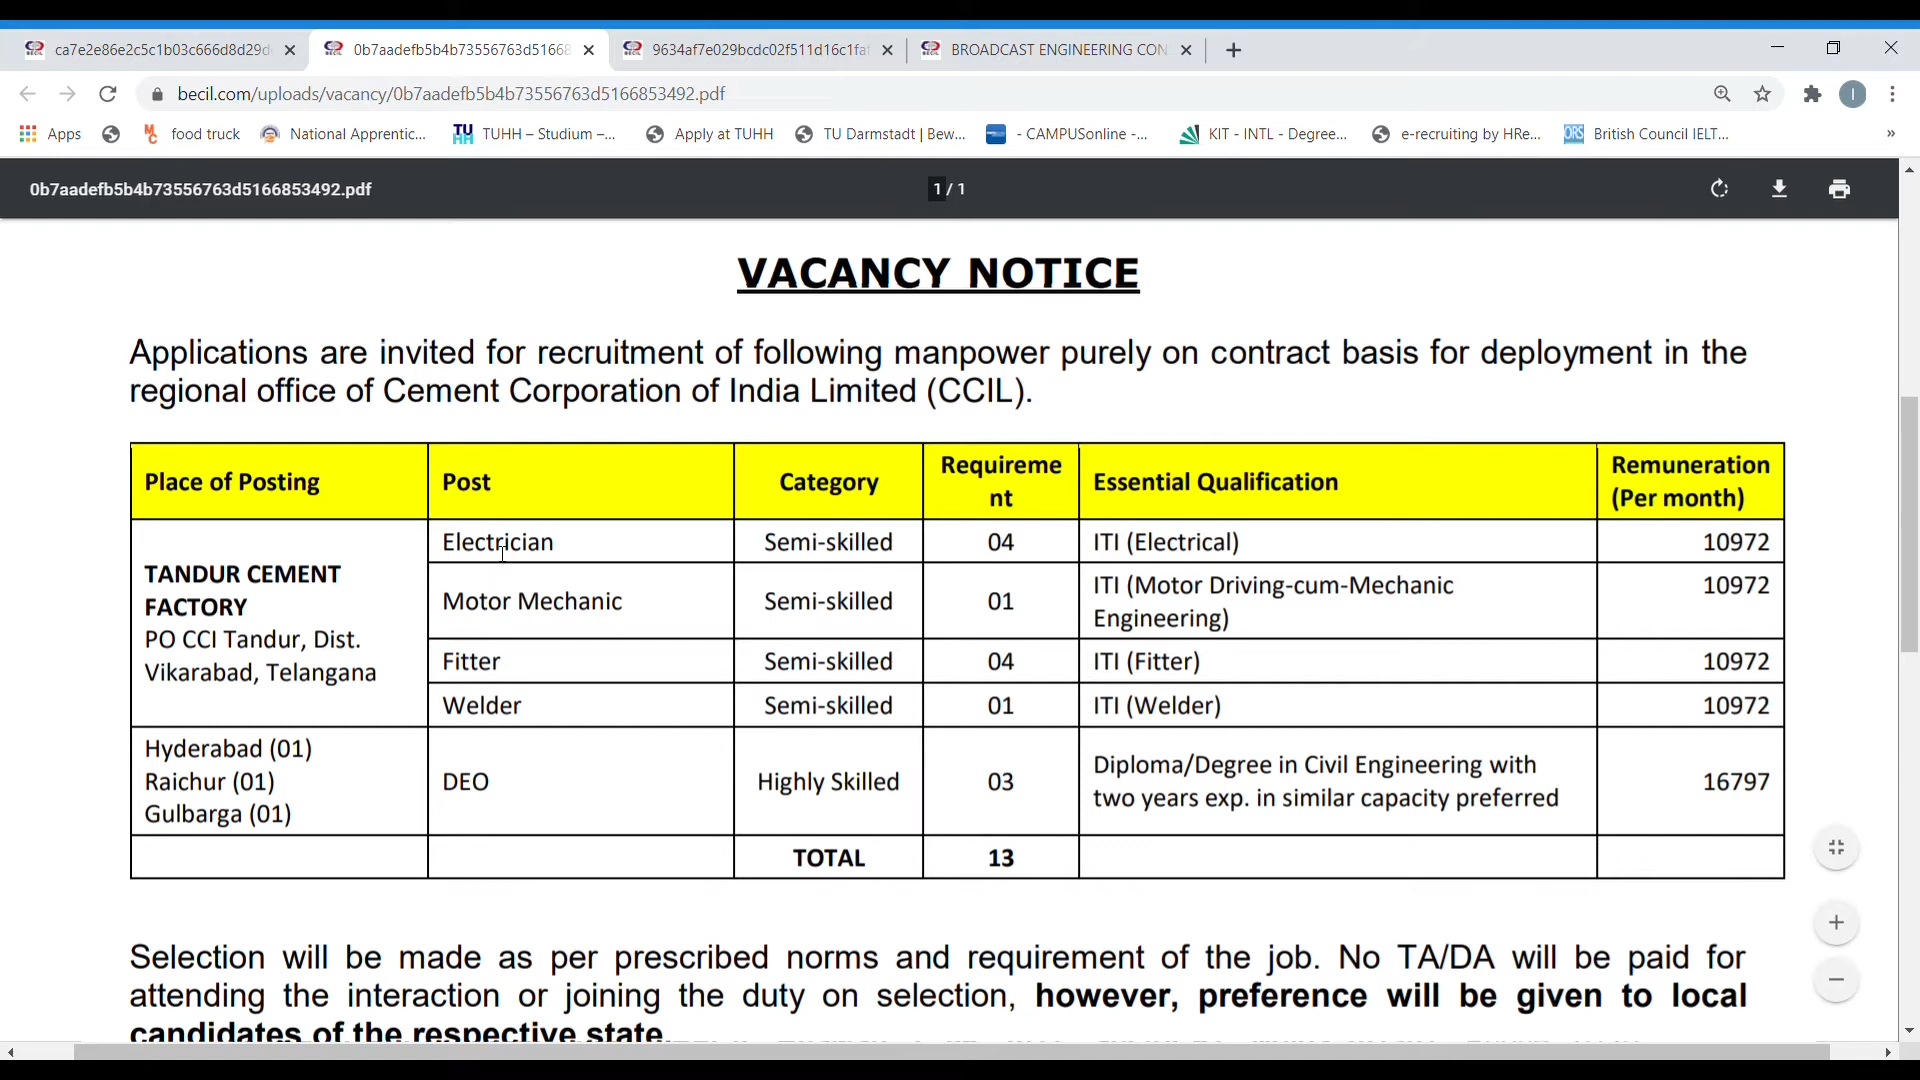 ca7e2e86e2c5c1b03c666d8d29d
0b7aadefb5b4b73556763d51668
9634af7e029bcdc02f511d16c1fa
BROADCAST ENGINEERING CON
becil.com/uploads/vacancy/0b7aadefb5b4b73556763d5166853492.pdf
I
Apps
food truck
National Apprentic...
TUHH – Studium –...
Apply at TUHH
TU Darmstadt | Bew...
- CAMPUSonline -...
KIT - INTL - Degree...
e-recruiting by HRe...
British Council IELT...
»
0b7aadefb5b4b73556763d5166853492.pdf
1 / 1
VACANCY NOTICE
Applications are invited for recruitment of following manpower purely on contract basis for deployment in the
regional office of Cement Corporation of India Limited (CCIL).
Place of Posting
Post
Category
Requireme
nt
Essential Qualification
Remuneration
(Per month)
TANDUR CEMENT
FACTORY
PO CCI Tandur, Dist.
Vikarabad, Telangana
Electrician
Semi-skilled
04
ITI (Electrical)
10972
Motor Mechanic
Semi-skilled
01
ITI (Motor Driving-cum-Mechanic
Engineering)
10972
Fitter
Semi-skilled
04
ITI (Fitter)
10972
Welder
Semi-skilled
01
ITI (Welder)
10972
Hyderabad (01)
Raichur (01)
Gulbarga (01)
DEO
Highly Skilled
03
Diploma/Degree in Civil Engineering with
two years exp. in similar capacity preferred
16797
TOTAL
13
Selection will be made as per prescribed norms and requirement of the job. No TA/DA will be paid for
attending the interaction or joining the duty on selection, however, preference will be given to local
candidates of the respective state.